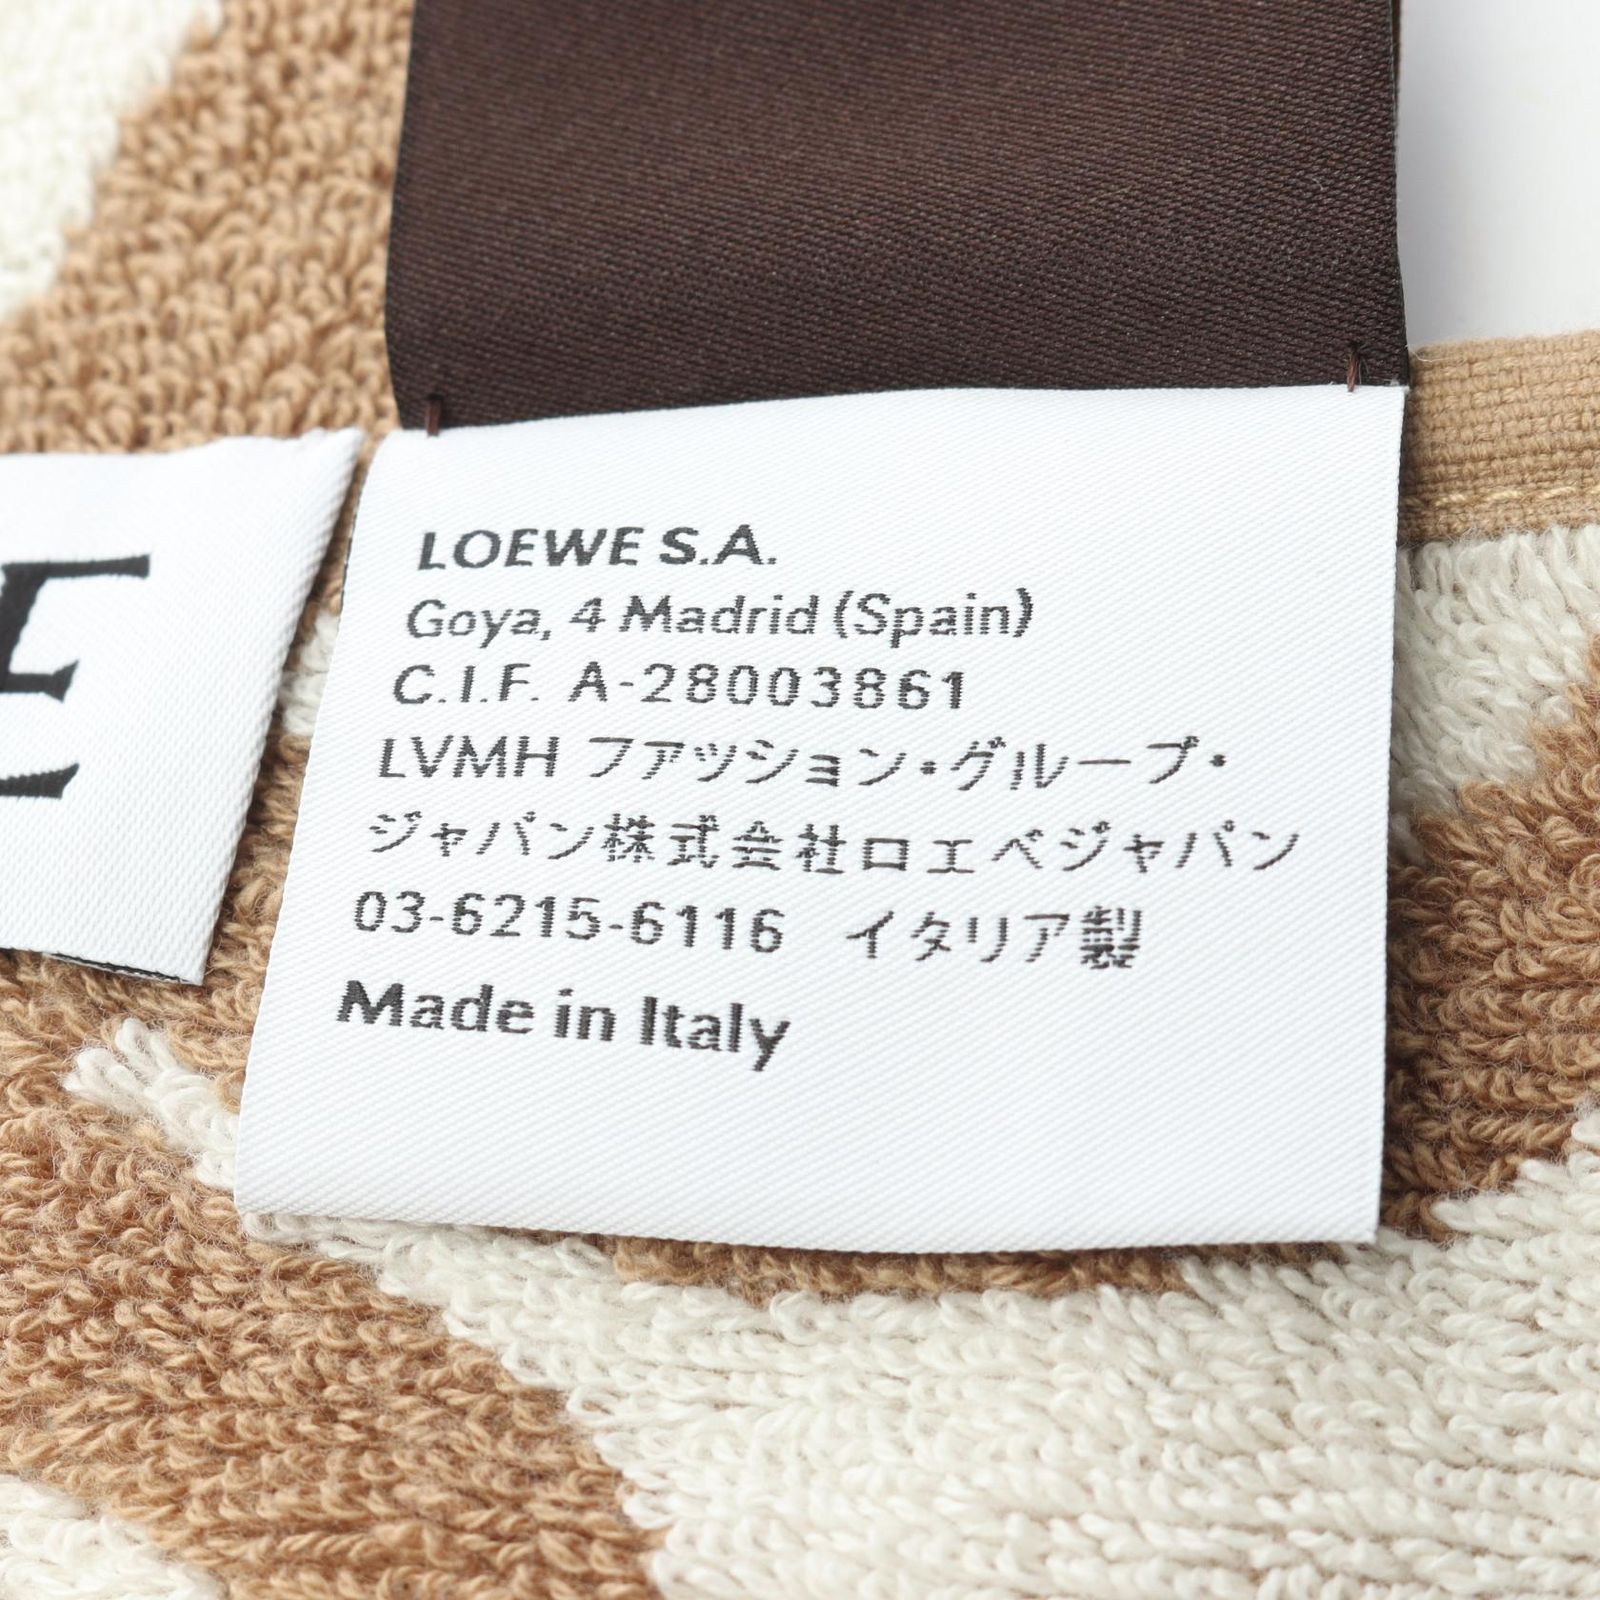 LOEWE S.A.
Goya, 4 Madrid (Spain)
C.I.F. A-28003861
LVMH ファッション・グループ・
ジャパン株式会社ロエベジャパン
03-6215-6116 イタリア製
Made in Italy
E